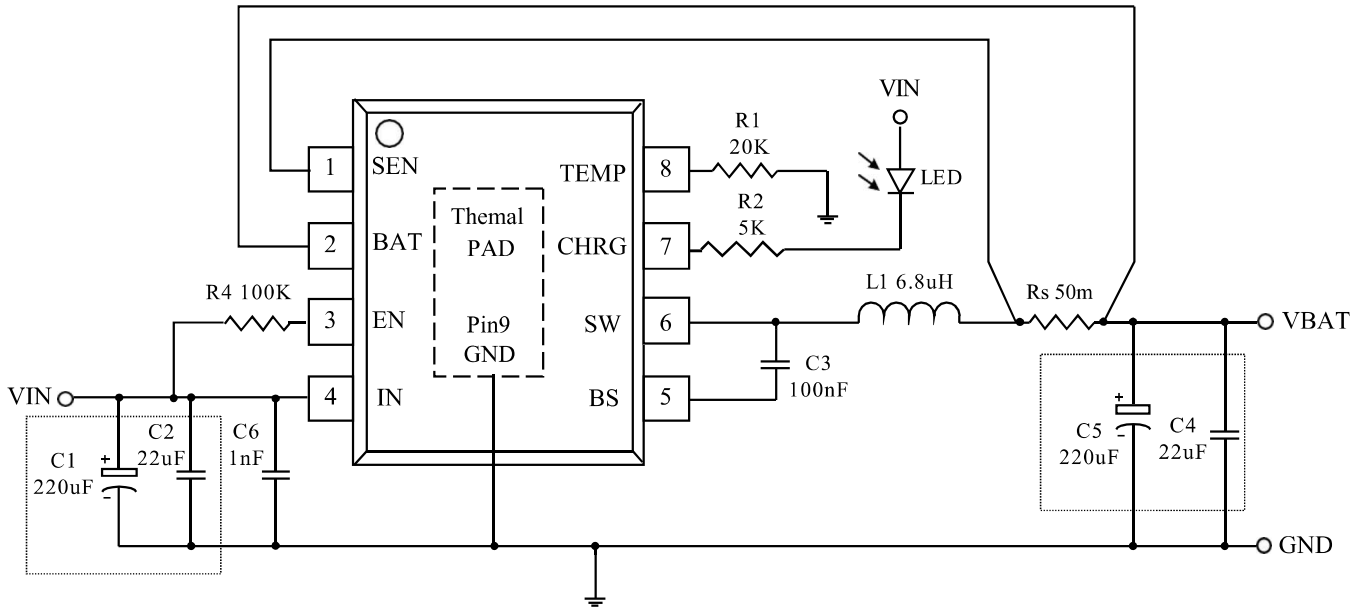 VIN
R1
20K
1
SEN
TEMP
8
LED
Themal
PAD
R2
5K
2
BAT
CHRG
7
R4 100K
L1 6.8uH
Rs 50m
3
EN
Pin9
GND
SW
6
VBAT
C3
100nF
VIN
4
IN
BS
5
+
C1
220uF
-
C2
22uF
C6
1nF
+
C5
220uF
-
C4
22uF
GND